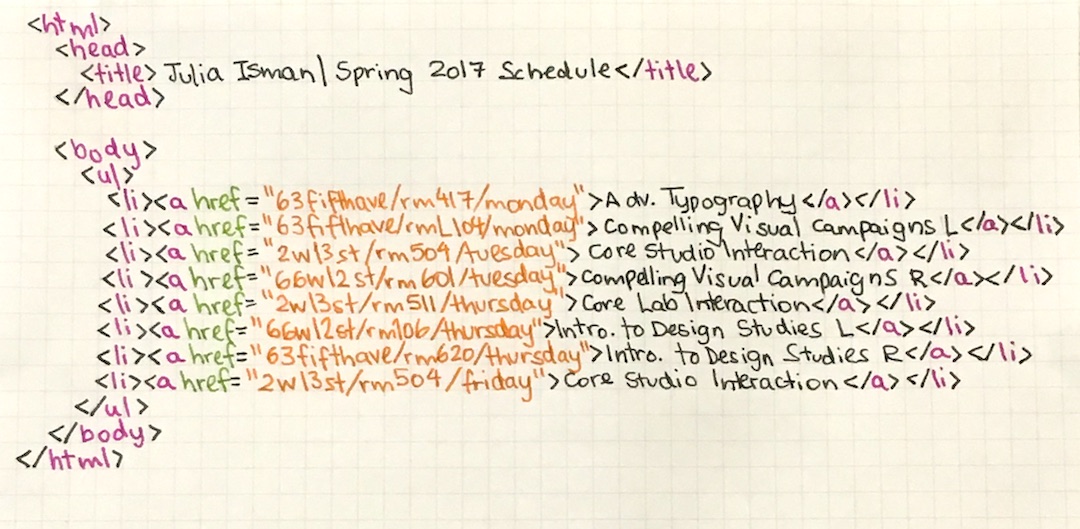 <html>
<head>
<title> Julia Isman| Spring 2017 Schedule</title>
</head>
<body>
<ul>
<li><a href="63fifthave/rm417/monday">Adv. Typography</a></li>
<li><a href="63fifthave/rmL104/monday">Compelling Visual Campaigns L</a></li>
<li><a href="2w13st/rm504/tuesday">Core Studio Interaction</a></li>
<li><a href="66w12st/rm601/tuesday">Compelling Visual Campaigns R</a></li>
<li><a href="2w13st/rm511/thursday">Core Lab Interaction</a></li>
<li><a href="66w12st/rm106/thursday">Intro. to Design Studies L</a></li>
<li><a href="63fifthave/rm620/thursday">Intro. to Design Studies R</a></li>
<li><a href="2w13st/rm504/friday">Core Studio Interaction</a></li>
</ul>
</body>
</html>